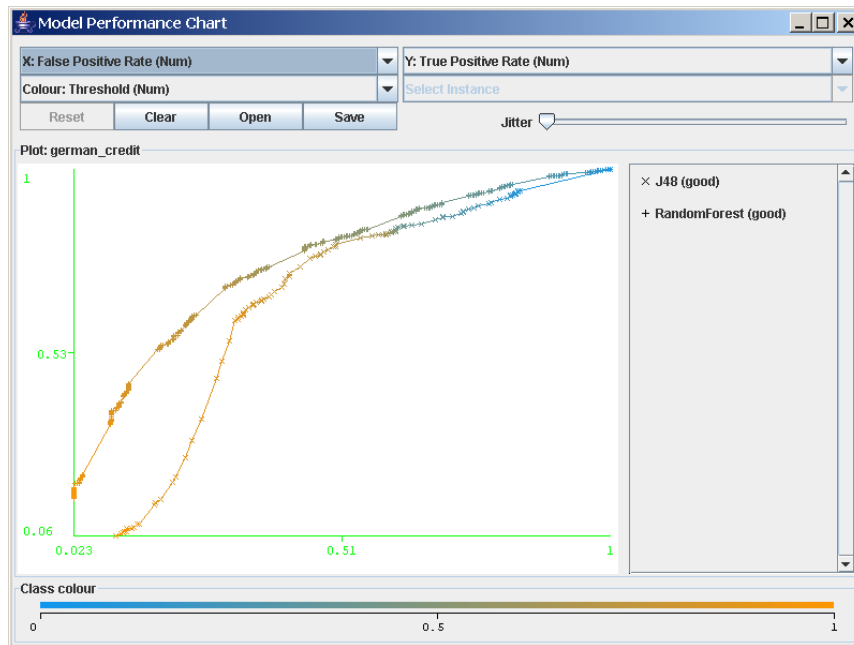 Model Performance Chart
X: False Positive Rate (Num) Y: True Positive Rate (Num)
Colour: Threshold (Num) Select Instance
Reset Clear Open Save Jitter
Plot: german_credit
1
0.53
0.06
0.023 0.51 1
× J48 (good)
+ RandomForest (good)
Class colour
0 0.5 1